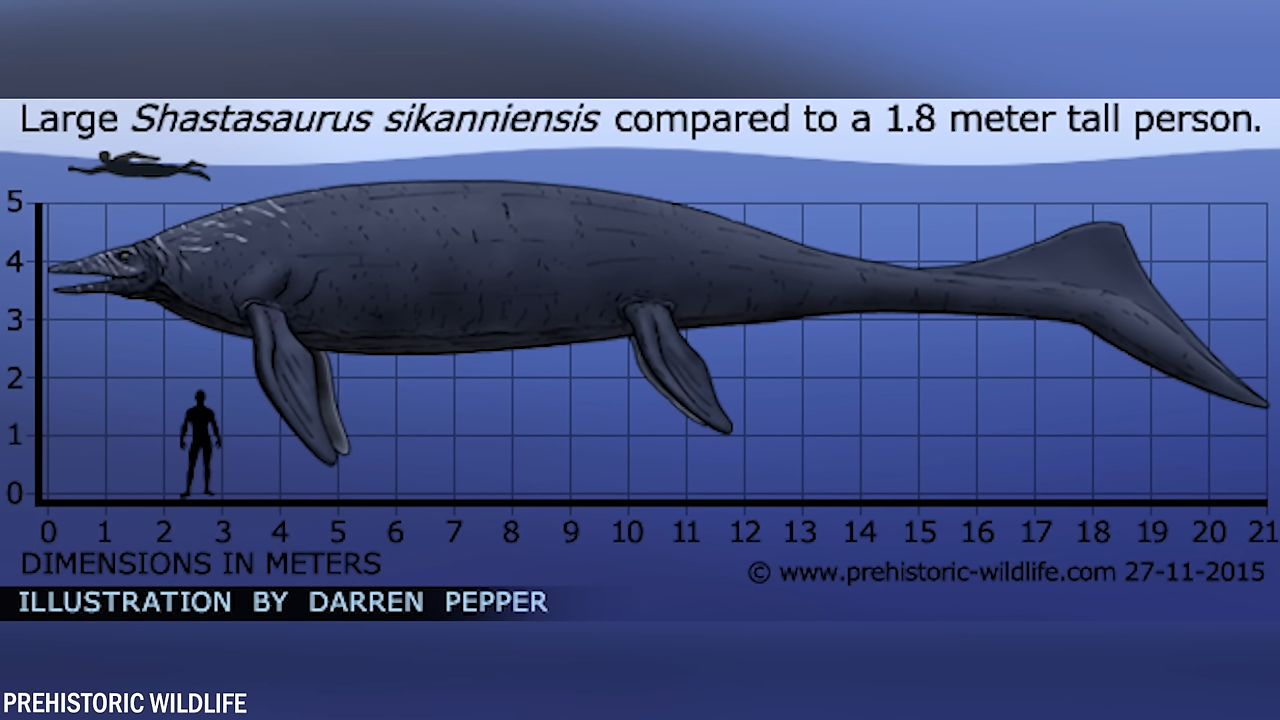 Large Shastasaurus sikanniensis compared to a 1.8 meter tall person.
5
4
3
2
1
0
0 1 2 3 4 5 6 7 8 9 10 11 12 13 14 15 16 17 18 19 20 21
DIMENSIONS IN METERS
© www.prehistoric-wildlife.com 27-11-2015
ILLUSTRATION BY DARREN PEPPER
PREHISTORIC WILDLIFE